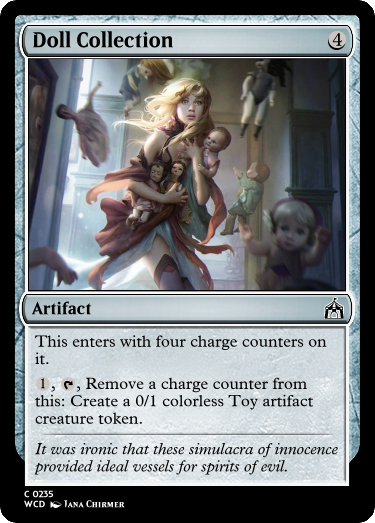 Doll Collection 4
Artifact
This enters with four charge counters on
it.
1, , Remove a charge counter from
this: Create a 0/1 colorless Toy artifact
creature token.
It was ironic that these simulacra of innocence
provided ideal vessels for spirits of evil.
C 0235
WCD Jana Chirmer